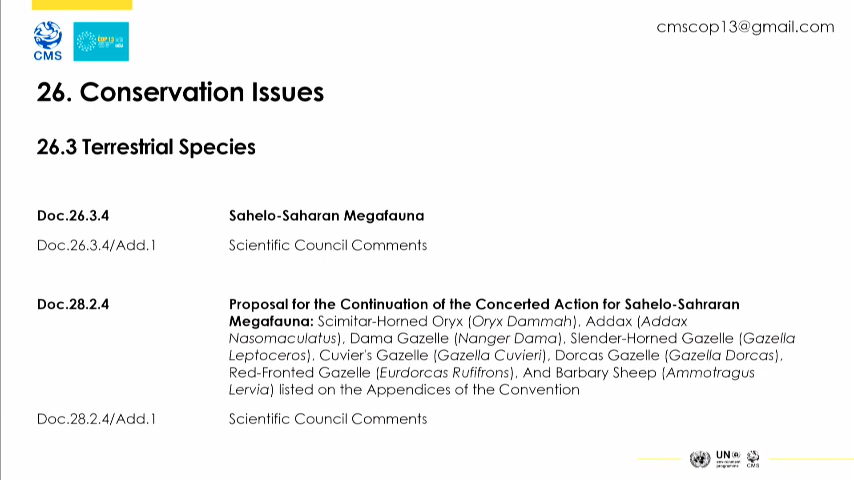 cmscop13@gmail.com
CMS
COP 13
26. Conservation Issues
26.3 Terrestrial Species
Doc.26.3.4 Sahelo-Saharan Megafauna
Doc.26.3.4/Add.1 Scientific Council Comments
Doc.28.2.4 Proposal for the Continuation of the Concerted Action for Sahelo-Sahraran
Megafauna: Scimitar-Horned Oryx (Oryx Dammah), Addax (Addax
Nasomaculatus), Dama Gazelle (Nanger Dama), Slender-Horned Gazelle (Gazella
Leptoceros), Cuvier's Gazelle (Gazella Cuvieri), Dorcas Gazelle (Gazella Dorcas),
Red-Fronted Gazelle (Eurdorcas Rufifrons), And Barbary Sheep (Ammotragus
Lervia) listed on the Appendices of the Convention
Doc.28.2.4/Add.1 Scientific Council Comments
UN
environment
programme
CMS